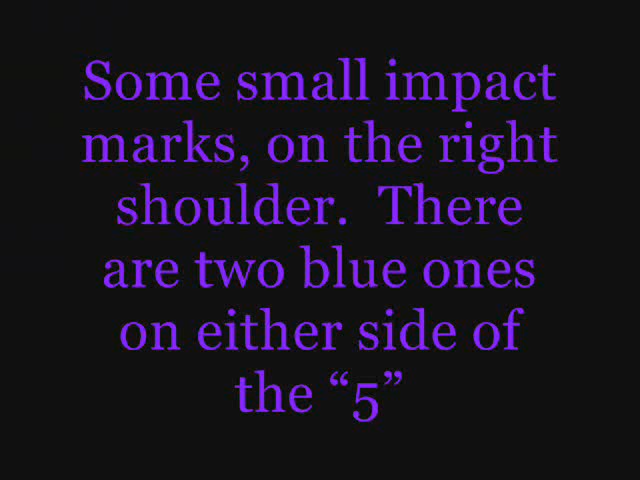 Some small impact
marks, on the right
shoulder.  There
are two blue ones
on either side of
the “5”